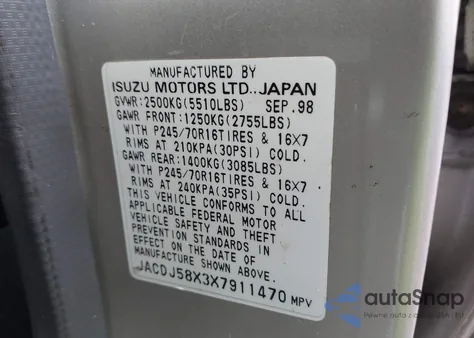 MANUFACTURED BY
ISUZU MOTORS LTD., JAPAN
GVWR:2500KG(5510LBS) SEP.98
GAWR FRONT:1250KG(2755LBS)
WITH P245/70R16TIRES & 16X7
RIMS AT 210KPA(30PSI) COLD.
GAWR REAR:1400KG(3085LBS)
WITH P245/70R16TIRES & 16X7
RIMS AT 240KPA(35PSI) COLD.
THIS VEHICLE CONFORMS TO ALL
APPLICABLE FEDERAL MOTOR
VEHICLE SAFETY AND THEFT
PREVENTION STANDARDS IN
EFFECT ON THE DATE OF
MANUFACTURE SHOWN ABOVE.
JACDJ58X3X7911470 MPV
autoSnap
Pewne auta z